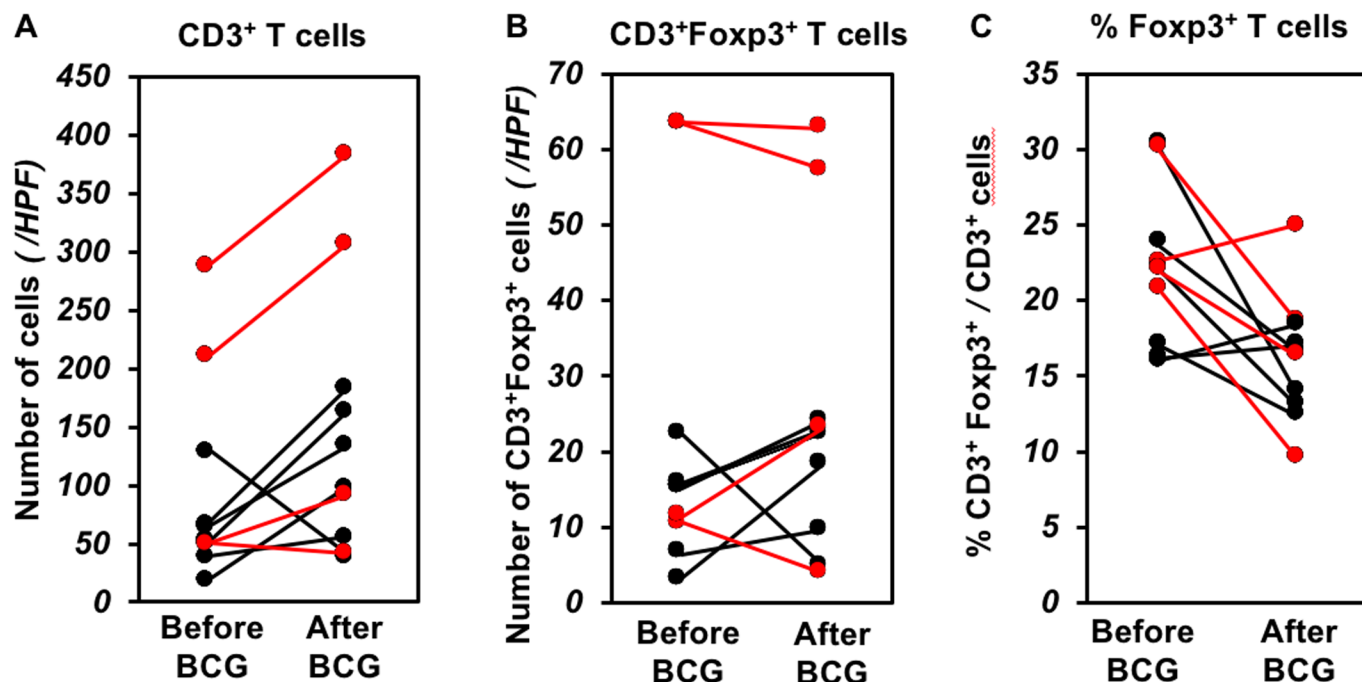 A
CD3⁺ T cells
Number of cells ( /HPF)
450
400
350
300
250
200
150
100
50
0
Before
BCG
After
BCG
B
CD3⁺Foxp3⁺ T cells
Number of CD3⁺Foxp3⁺ cells ( /HPF)
70
60
50
40
30
20
10
0
Before
BCG
After
BCG
C
% Foxp3⁺ T cells
% CD3⁺ Foxp3⁺ / CD3⁺ cells
35
30
25
20
15
10
5
0
Before
BCG
After
BCG